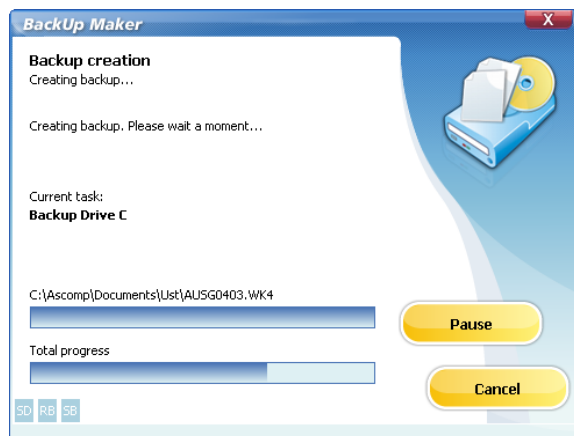 BackUp Maker
X
Backup creation
Creating backup...
Creating backup. Please wait a moment...
Current task:
Backup Drive C
C:\Ascomp\Documents\Ust\AUSG0403.WK4
Pause
Total progress
Cancel
SD RB SB